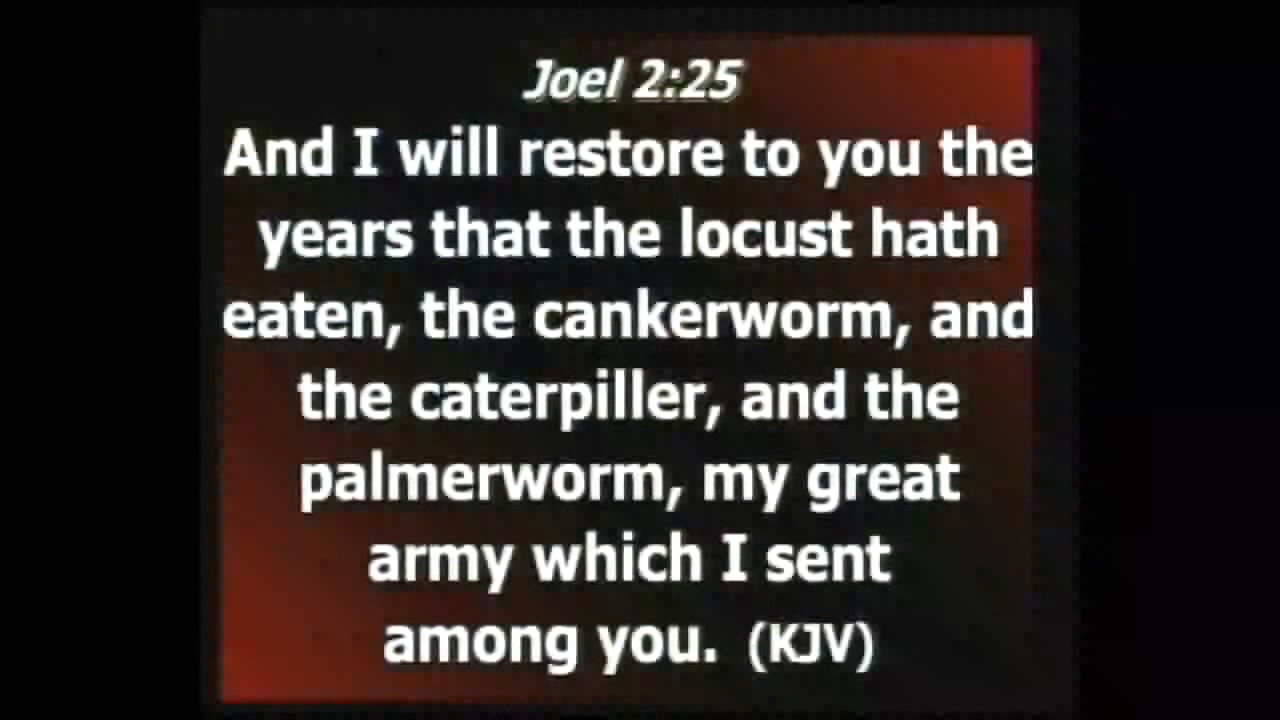 Joel 2:25
And I will restore to you the
years that the locust hath
eaten, the cankerworm, and
the caterpiller, and the
palmerworm, my great
army which I sent
among you. (KJV)